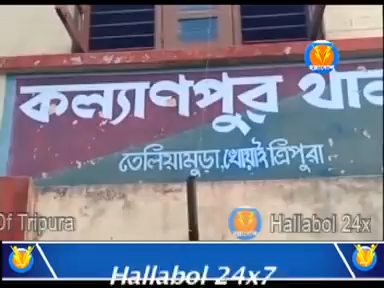 কল্যাণপুর থানা
তেলিয়ামুড়া, খোয়াই ত্রিপুরা
Of Tripura
Hallabol 24x
Hallabol 24x7